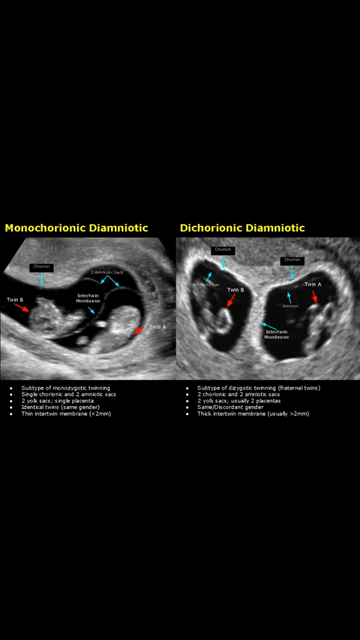 Monochorionic Diamniotic
Chorion
2 Amniotic Sacs
Intertwin
Membrane
Twin B
Twin A
● Subtype of monozygotic twinning
● Single chorionic and 2 amniotic sacs
● 2 yolk sacs; single placenta
● Identical twins (same gender)
● Thin intertwin membrane (<2mm)
Dichorionic Diamniotic
Chorion
Chorion
Twin B
Twin A
Amnion
Intertwin
Membrane
● Subtype of dizygotic twinning (fraternal twins)
● 2 chorionic and 2 amniotic sacs
● 2 yolk sacs; usually 2 placentas
● Same/Discordant gender
● Thick intertwin membrane (usually >2mm)